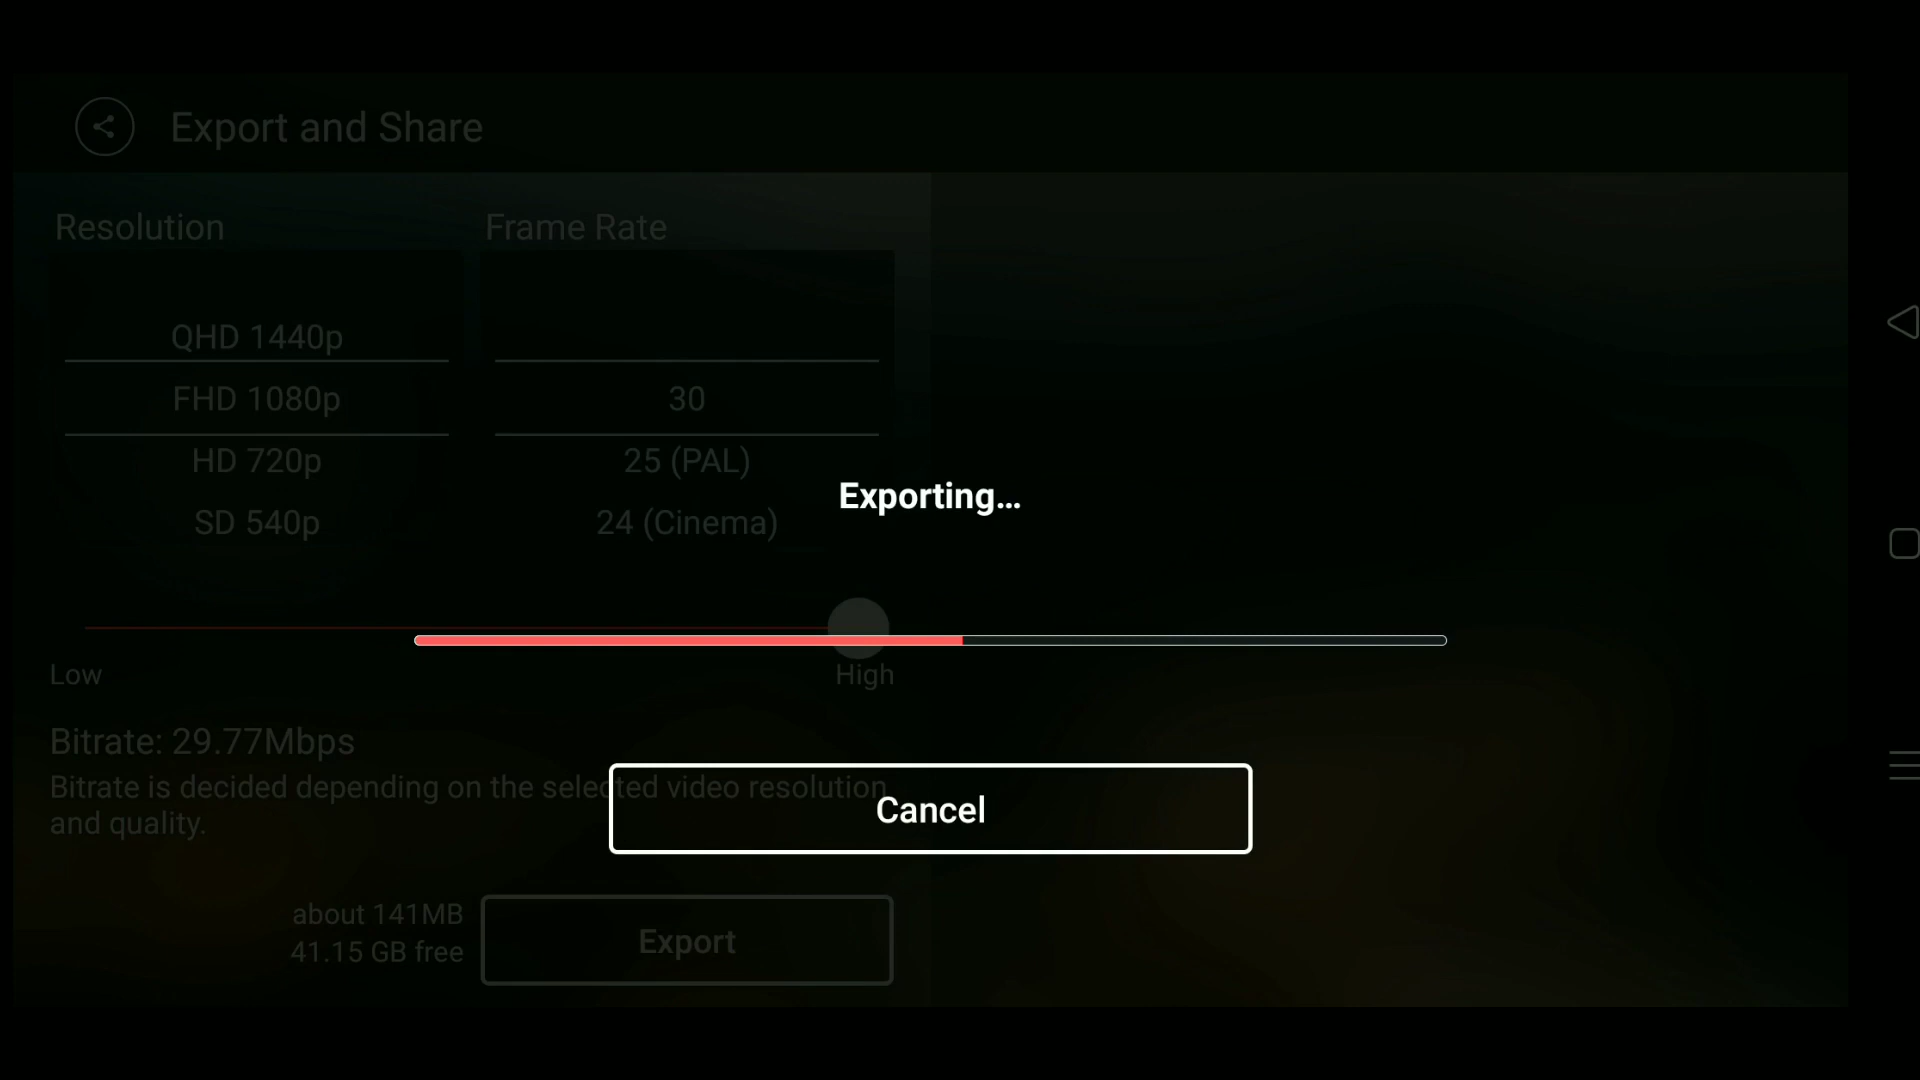 Export and Share
Resolution
Frame Rate
QHD 1440p
FHD 1080p
30
HD 720p
25 (PAL)
SD 540p
24 (Cinema)
Exporting...
Low
High
Bitrate: 29.77Mbps
Bitrate is decided depending on the selected video resolution
and quality.
Cancel
about 141MB
41.15 GB free
Export